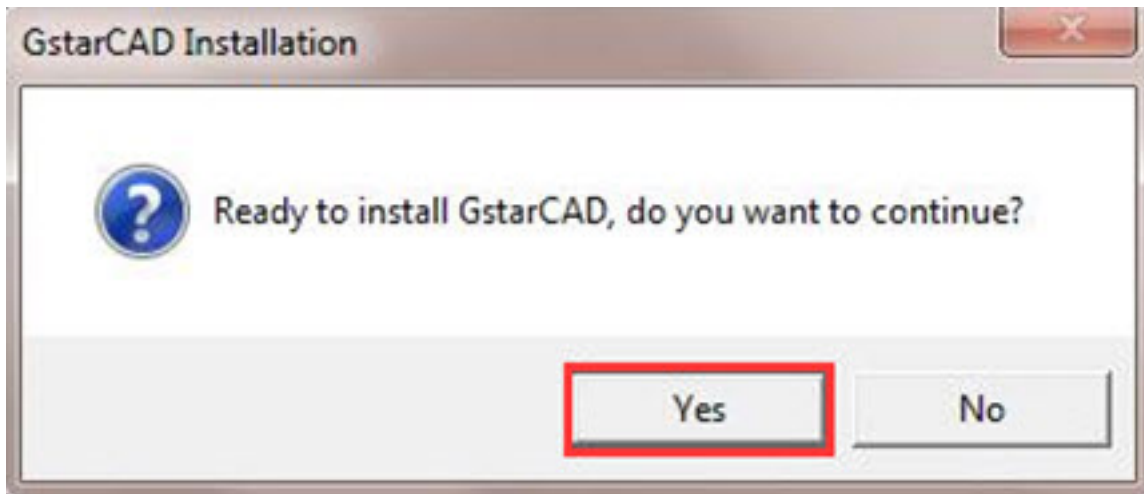 GstarCAD Installation
Ready to install GstarCAD, do you want to continue?
Yes
No